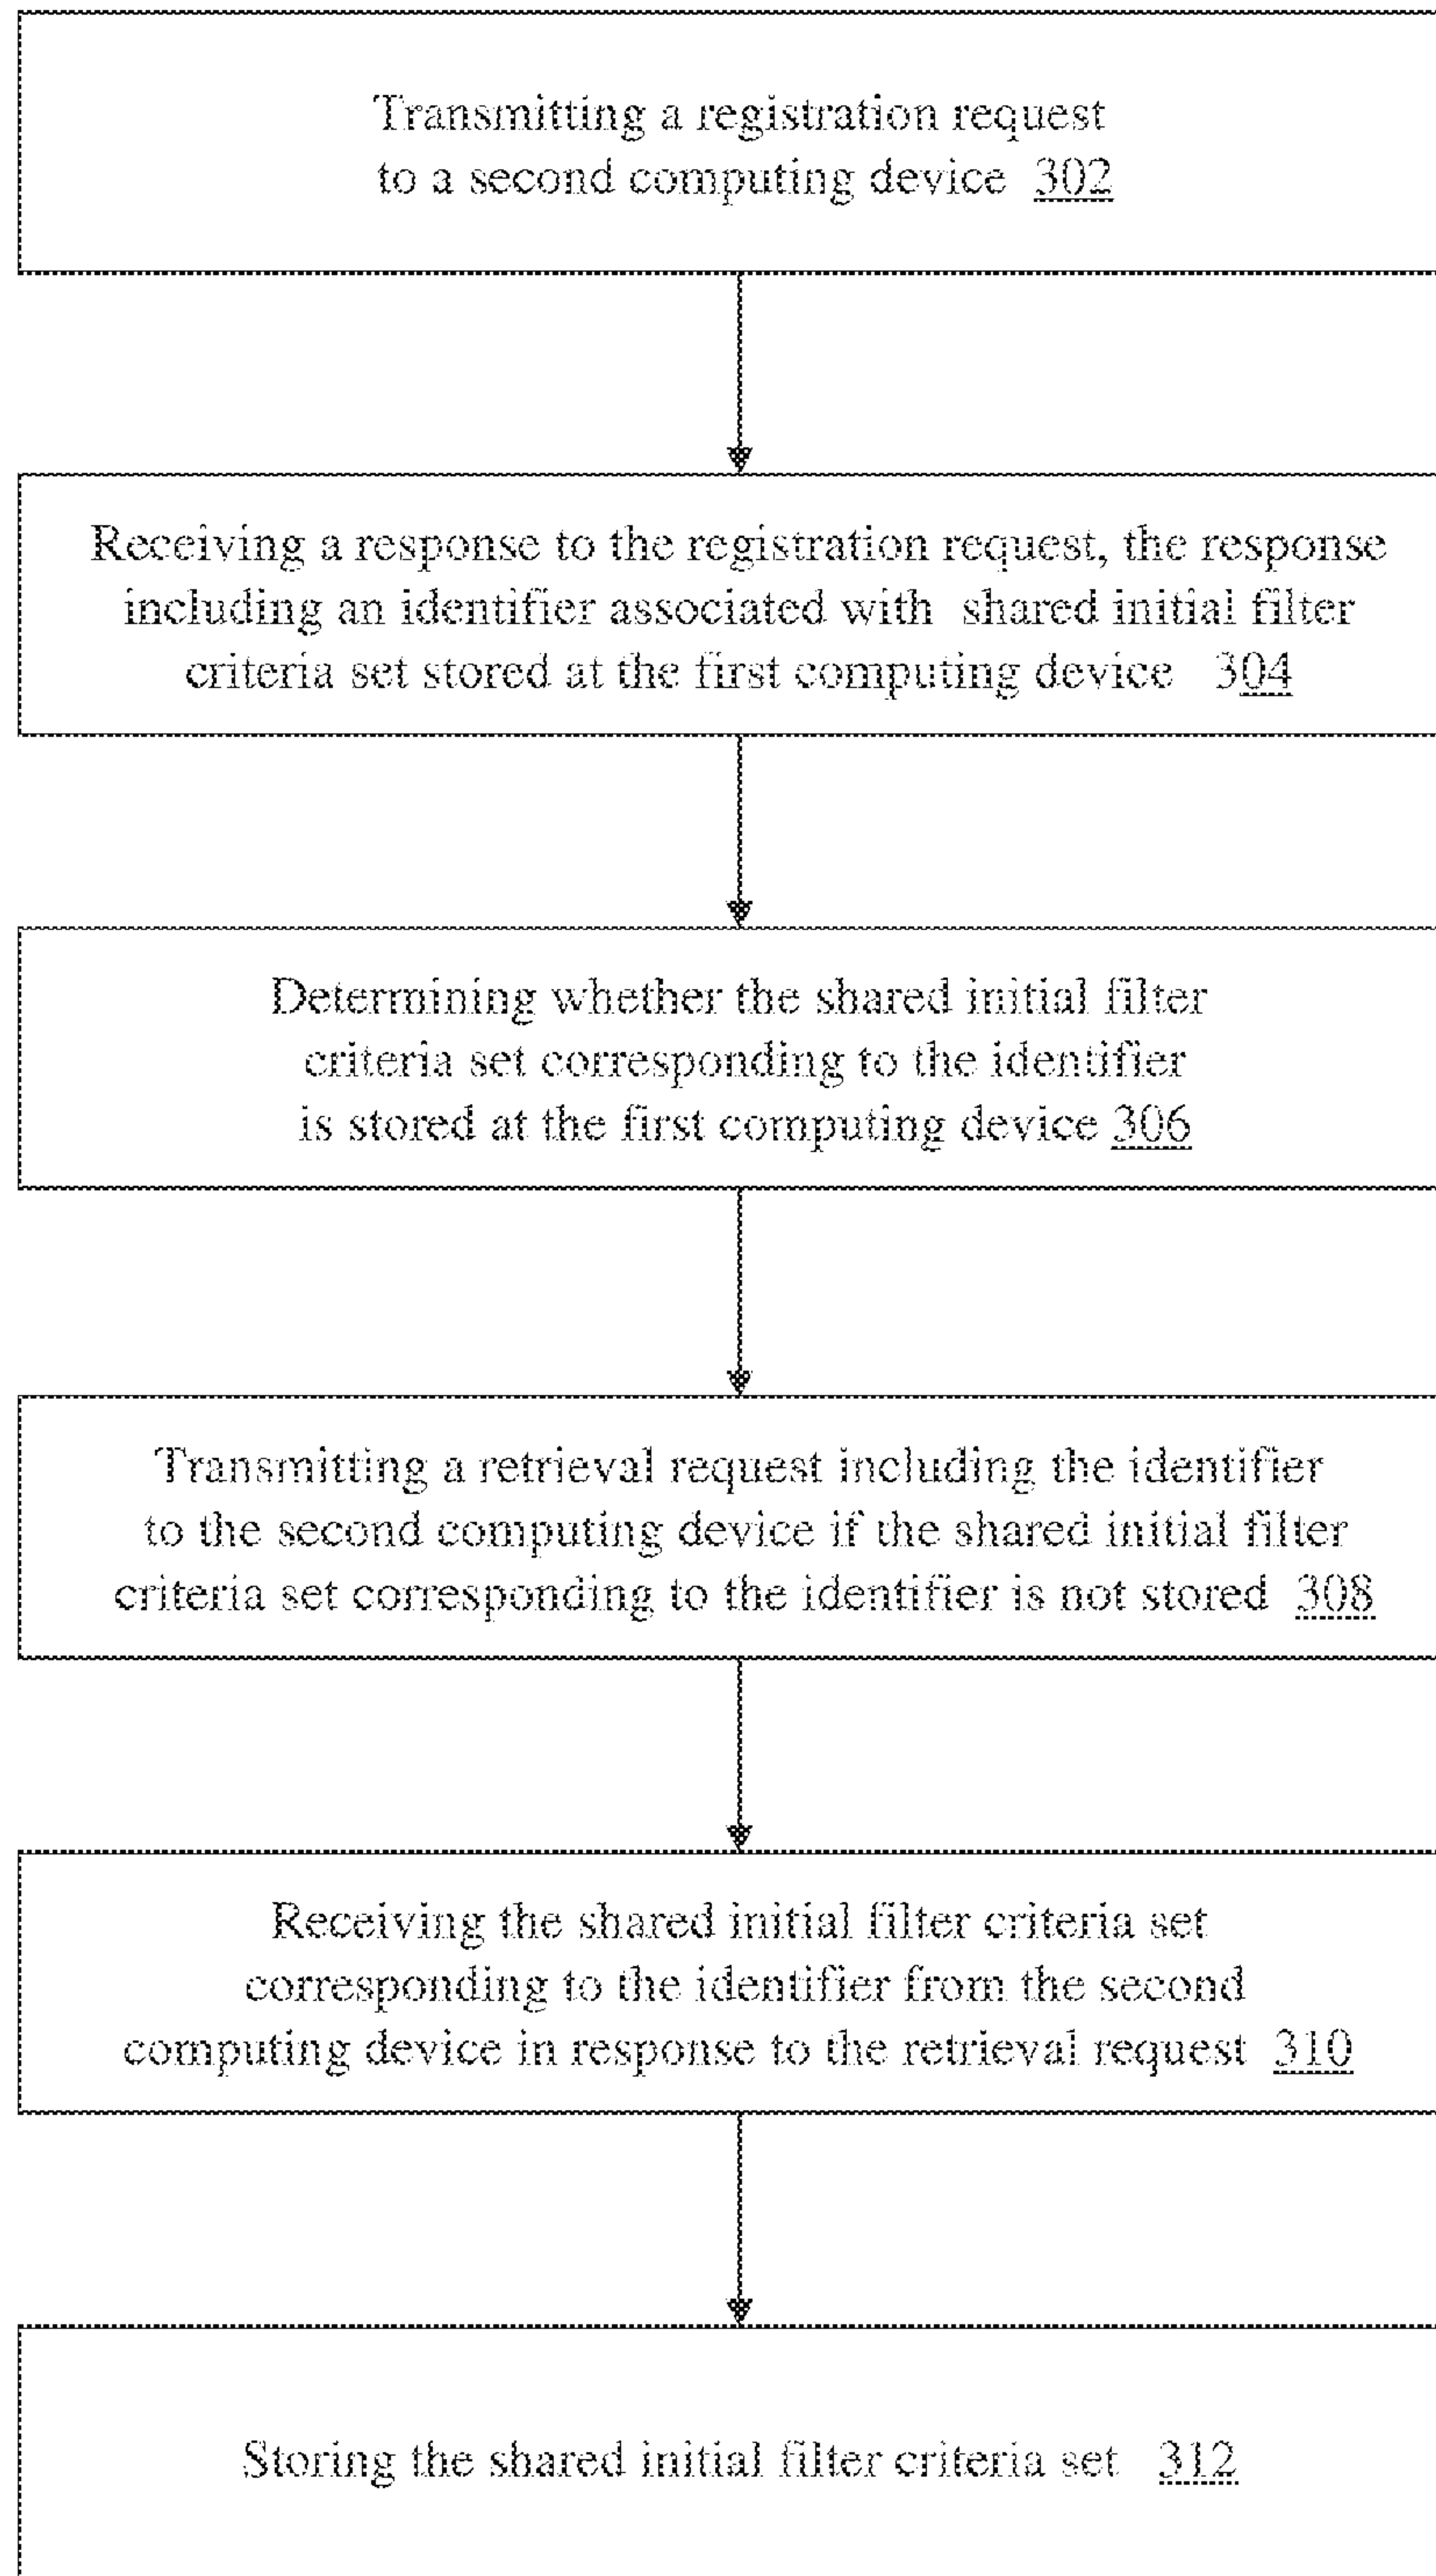 Transmitting a registration request
to a second computing device 302
Receiving a response to the registration request, the response
including an identifier associated with shared initial filter
criteria set stored at the first computing device 304
Determining whether the shared initial filter
criteria set corresponding to the identifier
is stored at the first computing device 306
Transmitting a retrieval request including the identifier
to the second computing device if the shared initial filter
criteria set corresponding to the identifier is not stored 308
Receiving the shared initial filter criteria set
corresponding to the identifier from the second
computing device in response to the retrieval request 310
Storing the shared initial filter criteria set 312